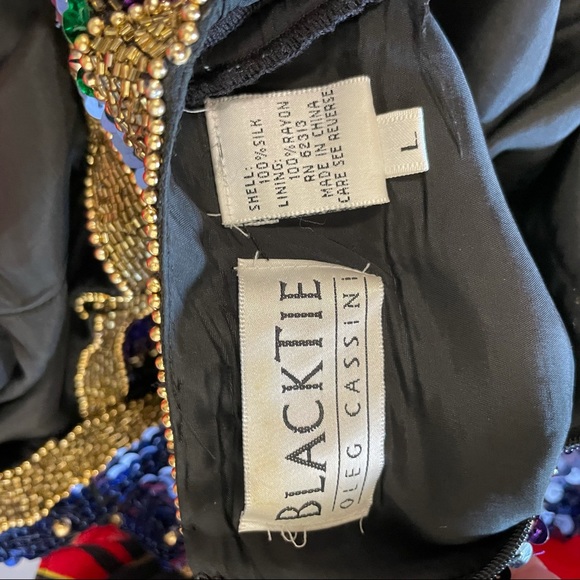 SHELL:
100% SILK
LINING:
100% RAYON
RN 62313
MADE IN CHINA
CARE SEE REVERSE
L
BLACKTIE
OLEG CASSINI